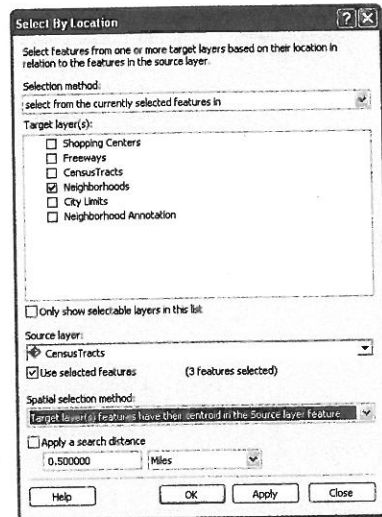 Select By Location
Select features from one or more target layers based on their location in
relation to the features in the source layer.
Selection method:
select from the currently selected features in
Target layer(s):
Shopping Centers
Freeways
CensusTracts
Neighborhoods
City Limits
Neighborhood Annotation
Only show selectable layers in this list
Source layer:
CensusTracts
Use selected features (3 features selected)
Spatial selection method:
Target layer(s) features have their centroid in the Source layer feature
Apply a search distance
0.500000 Miles
Help OK Apply Close